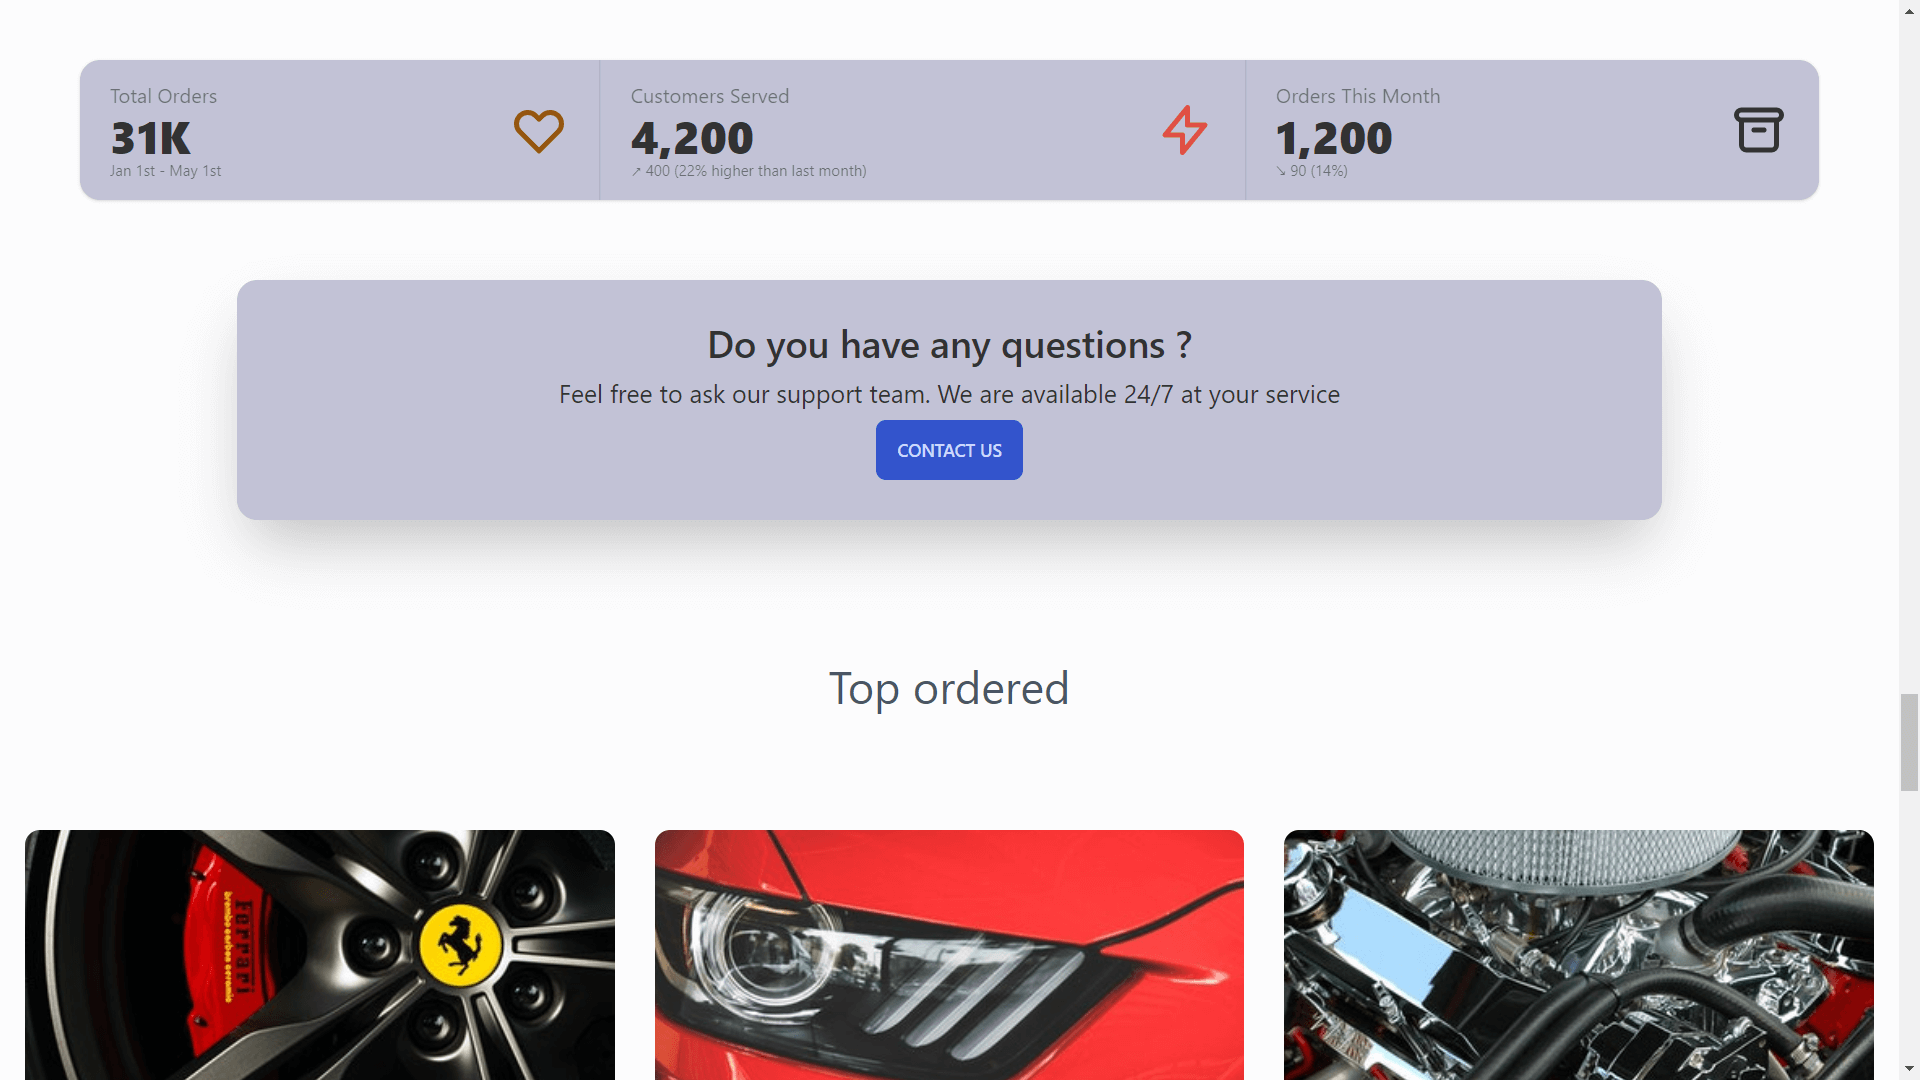 Total Orders
31K
Jan 1st - May 1st
Customers Served
4,200
↗︎ 400 (22% higher than last month)
Orders This Month
1,200
↘︎ 90 (14%)
Do you have any questions ?
Feel free to ask our support team. We are available 24/7 at your service
CONTACT US
Top ordered
Ferrari
brembo carbon ceramic